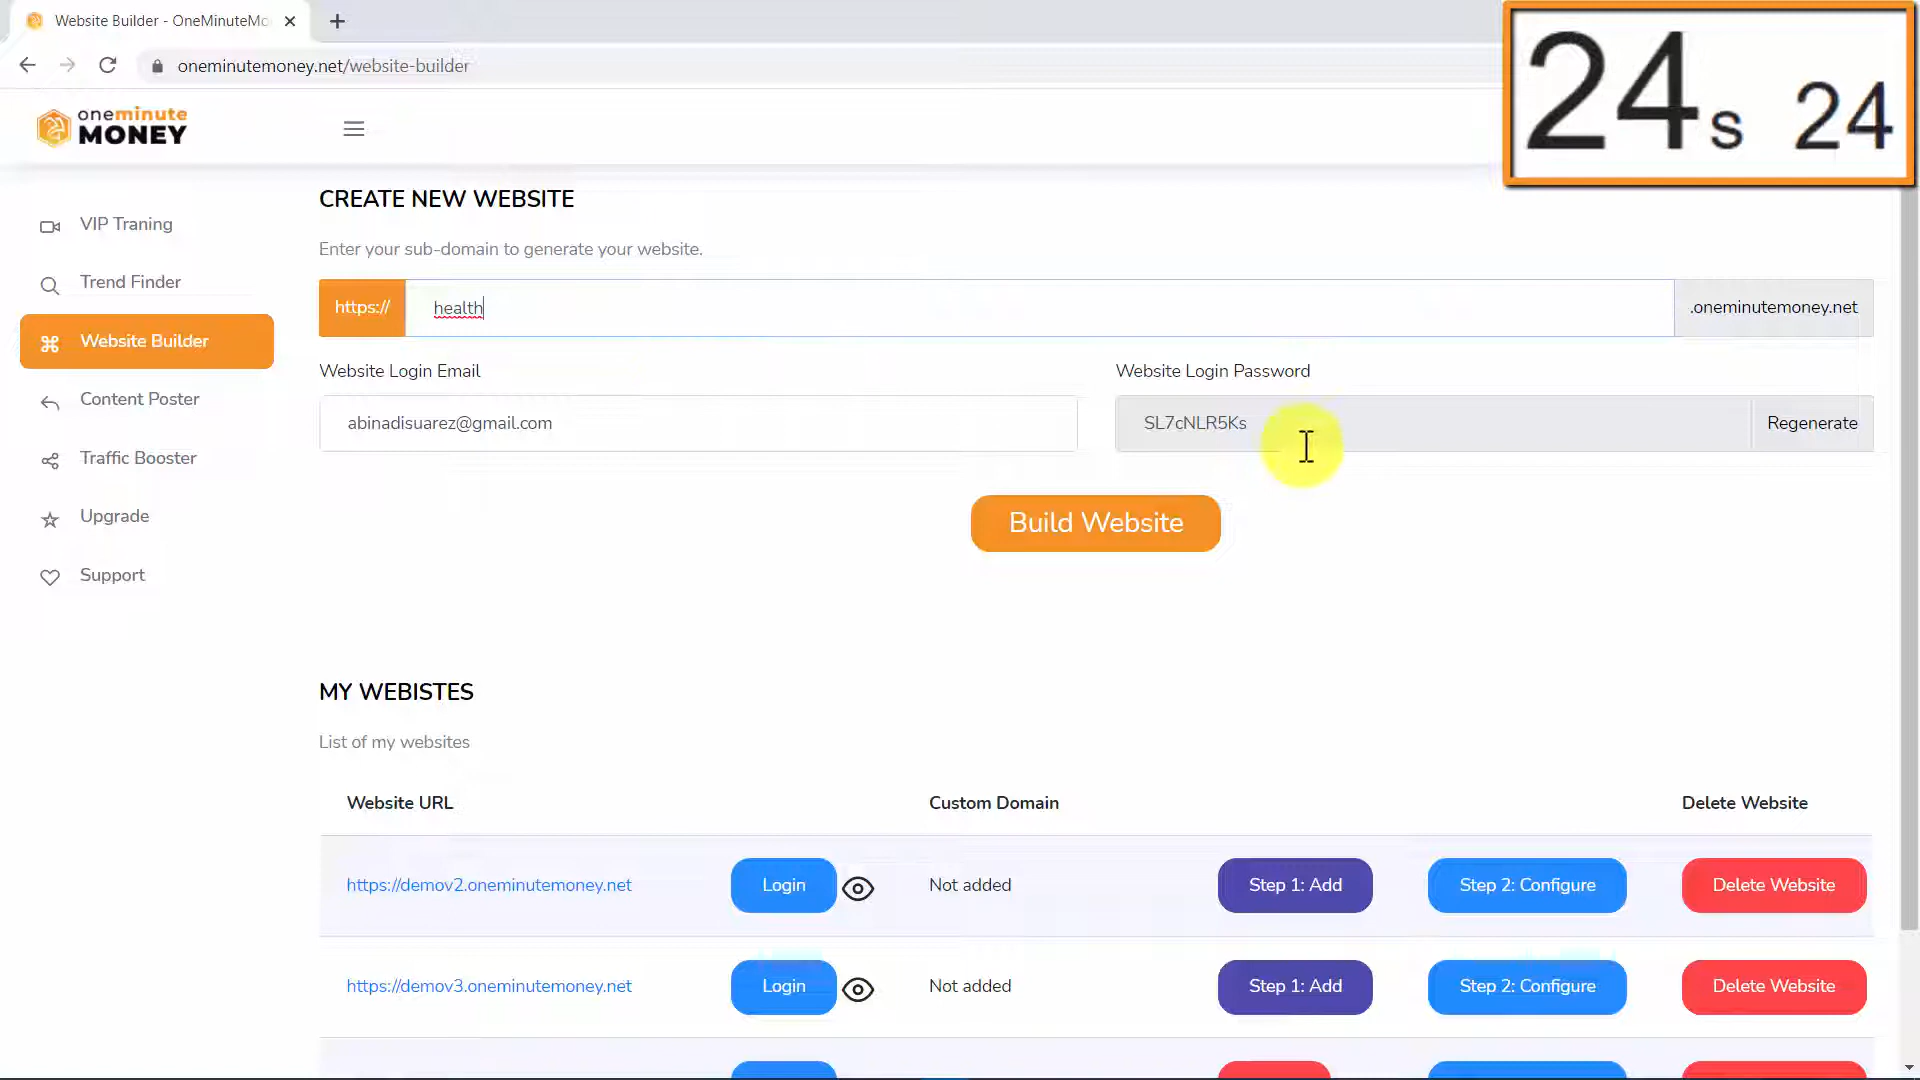 Website Builder - OneMinuteMo
oneminutemoney.net/website-builder
24s 24
oneminute
MONEY
VIP Traning
Trend Finder
Website Builder
Content Poster
Traffic Booster
Upgrade
Support
CREATE NEW WEBSITE
Enter your sub-domain to generate your website.
https:// health .oneminutemoney.net
Website Login Email Website Login Password
abinadisuarez@gmail.com SL7cNLR5Ks Regenerate
Build Website
MY WEBISTES
List of my websites
Website URL Custom Domain Delete Website
https://demov2.oneminutemoney.net Login Not added Step 1: Add Step 2: Configure Delete Website
https://demov3.oneminutemoney.net Login Not added Step 1: Add Step 2: Configure Delete Website